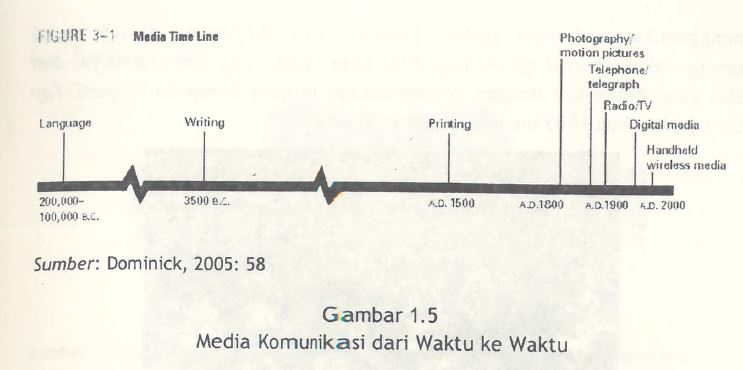 FIGURE 3-1 Media Time Line
Photography/
motion pictures
Telephone/
telegraph
Radio/TV
Language
Writing
Printing
Digital media
Handheld
wireless media
200,000–
100,000 B.C.
3500 B.C.
A.D. 1500
A.D. 1800
A.D. 1900
A.D. 2000
Sumber: Dominick, 2005: 58
Gambar 1.5
Media Komunikasi dari Waktu ke Waktu